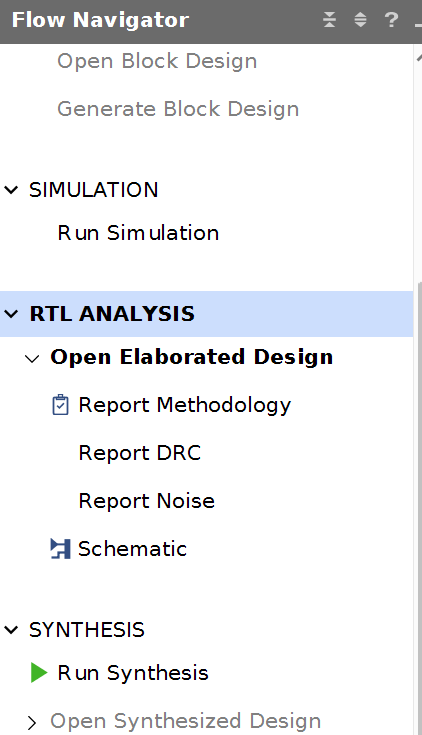 Flow Navigator ?
Open Block Design
Generate Block Design
SIMULATION
Run Simulation
RTL ANALYSIS
Open Elaborated Design
Report Methodology
Report DRC
Report Noise
Schematic
SYNTHESIS
Run Synthesis
Open Synthesized Design